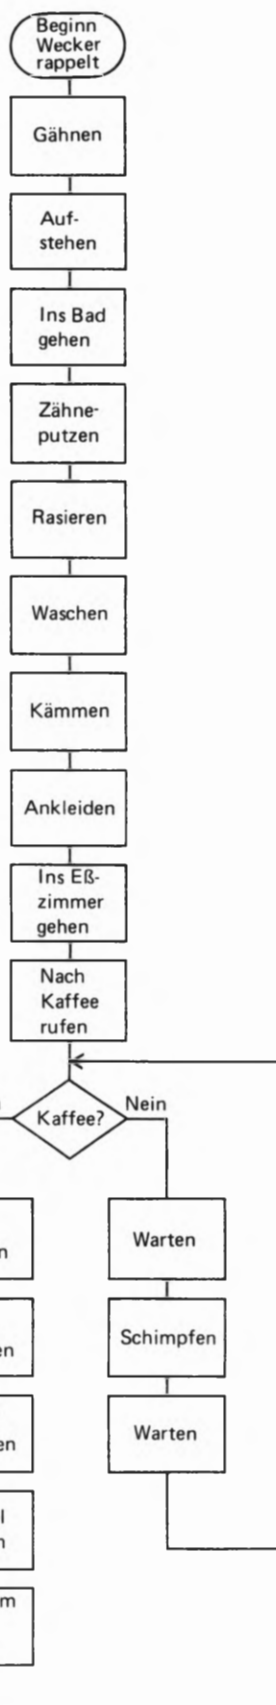 Beginn
Wecker
rappelt
Gähnen
Auf-
stehen
Ins Bad
gehen
Zähne-
putzen
Rasieren
Waschen
Kämmen
Ankleiden
Ins Eß-
zimmer
gehen
Nach
Kaffee
rufen
Kaffee?
Nein
Warten
Schimpfen
Warten